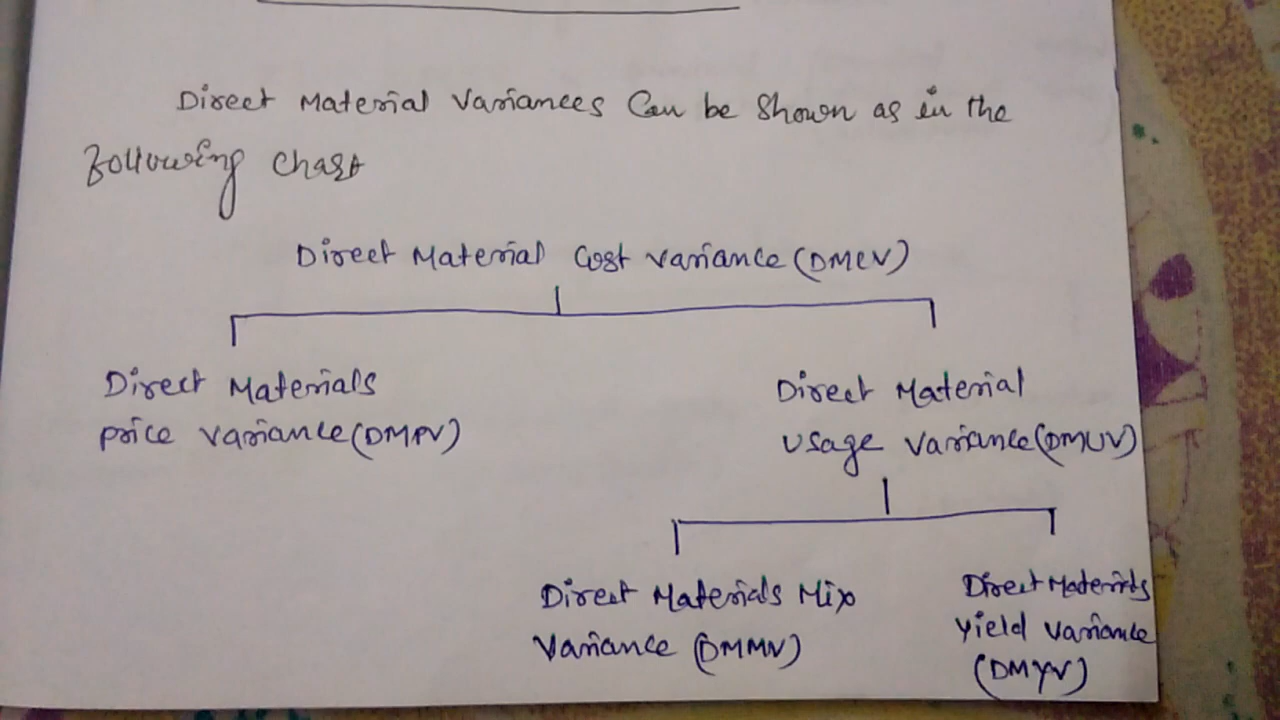 Direct Material Variances Can be Shown as in the
following chart
Direct Material Cost Variance (DMCV)
Direct Materials
price variance (DMPV)
Direct Material
usage variance (DMUV)
Direct Materials Mix
Variance (DMMV)
Direct Materials
yield variance
(DMYV)